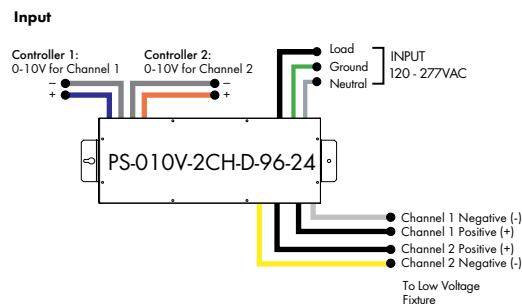 Input
Controller 1:
0-10V for Channel 1
–
+
Controller 2:
0-10V for Channel 2
–
+
Load
Ground
Neutral
INPUT
120 - 277VAC
PS-010V-2CH-D-96-24
Channel 1 Negative (-)
Channel 1 Positive (+)
Channel 2 Positive (+)
Channel 2 Negative (-)
To Low Voltage
Fixture